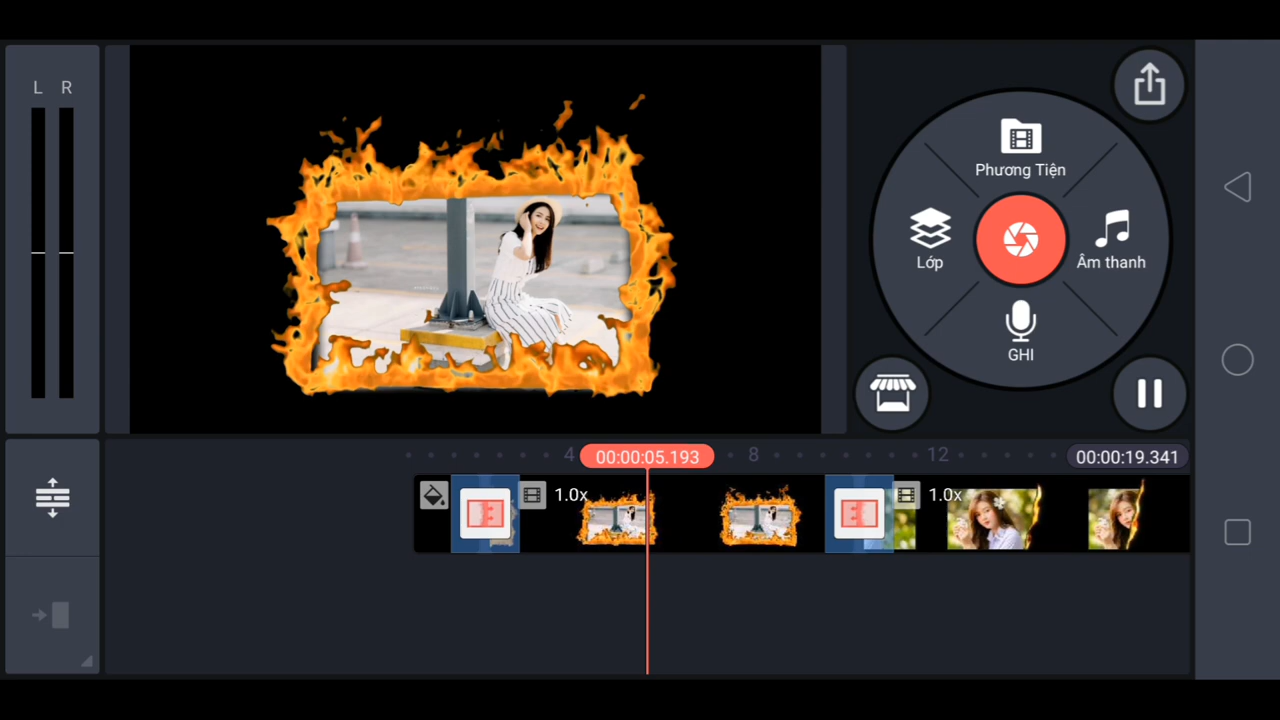 L R
Phương Tiện
Lớp
Âm thanh
GHI
4
00:00:05.193
8
12
00:00:19.341
1.0x
1.0x